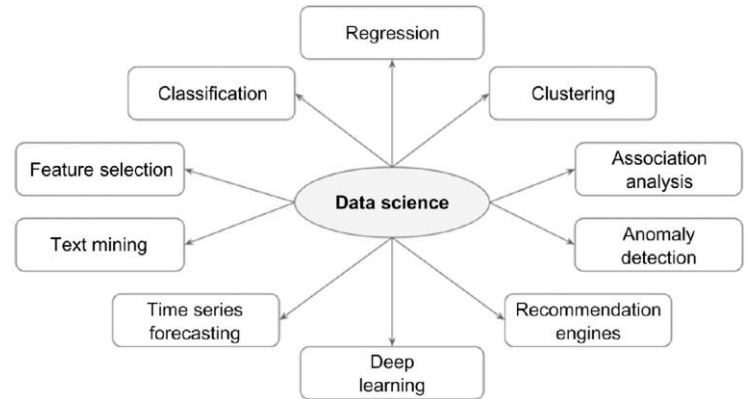 Regression
Classification
Clustering
Feature selection
Association
analysis
Data science
Text mining
Anomaly
detection
Time series
forecasting
Recommendation
engines
Deep
learning